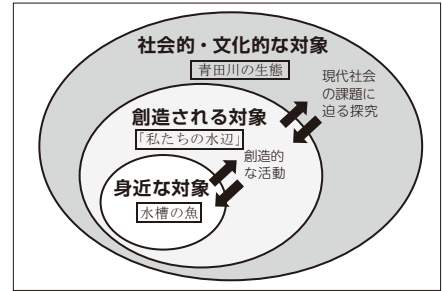 社会的・文化的な対象
青田川の生態
現代社会
の課題に
迫る探究
創造される対象
「私たちの水辺」
創造的
な活動
身近な対象
水槽の魚